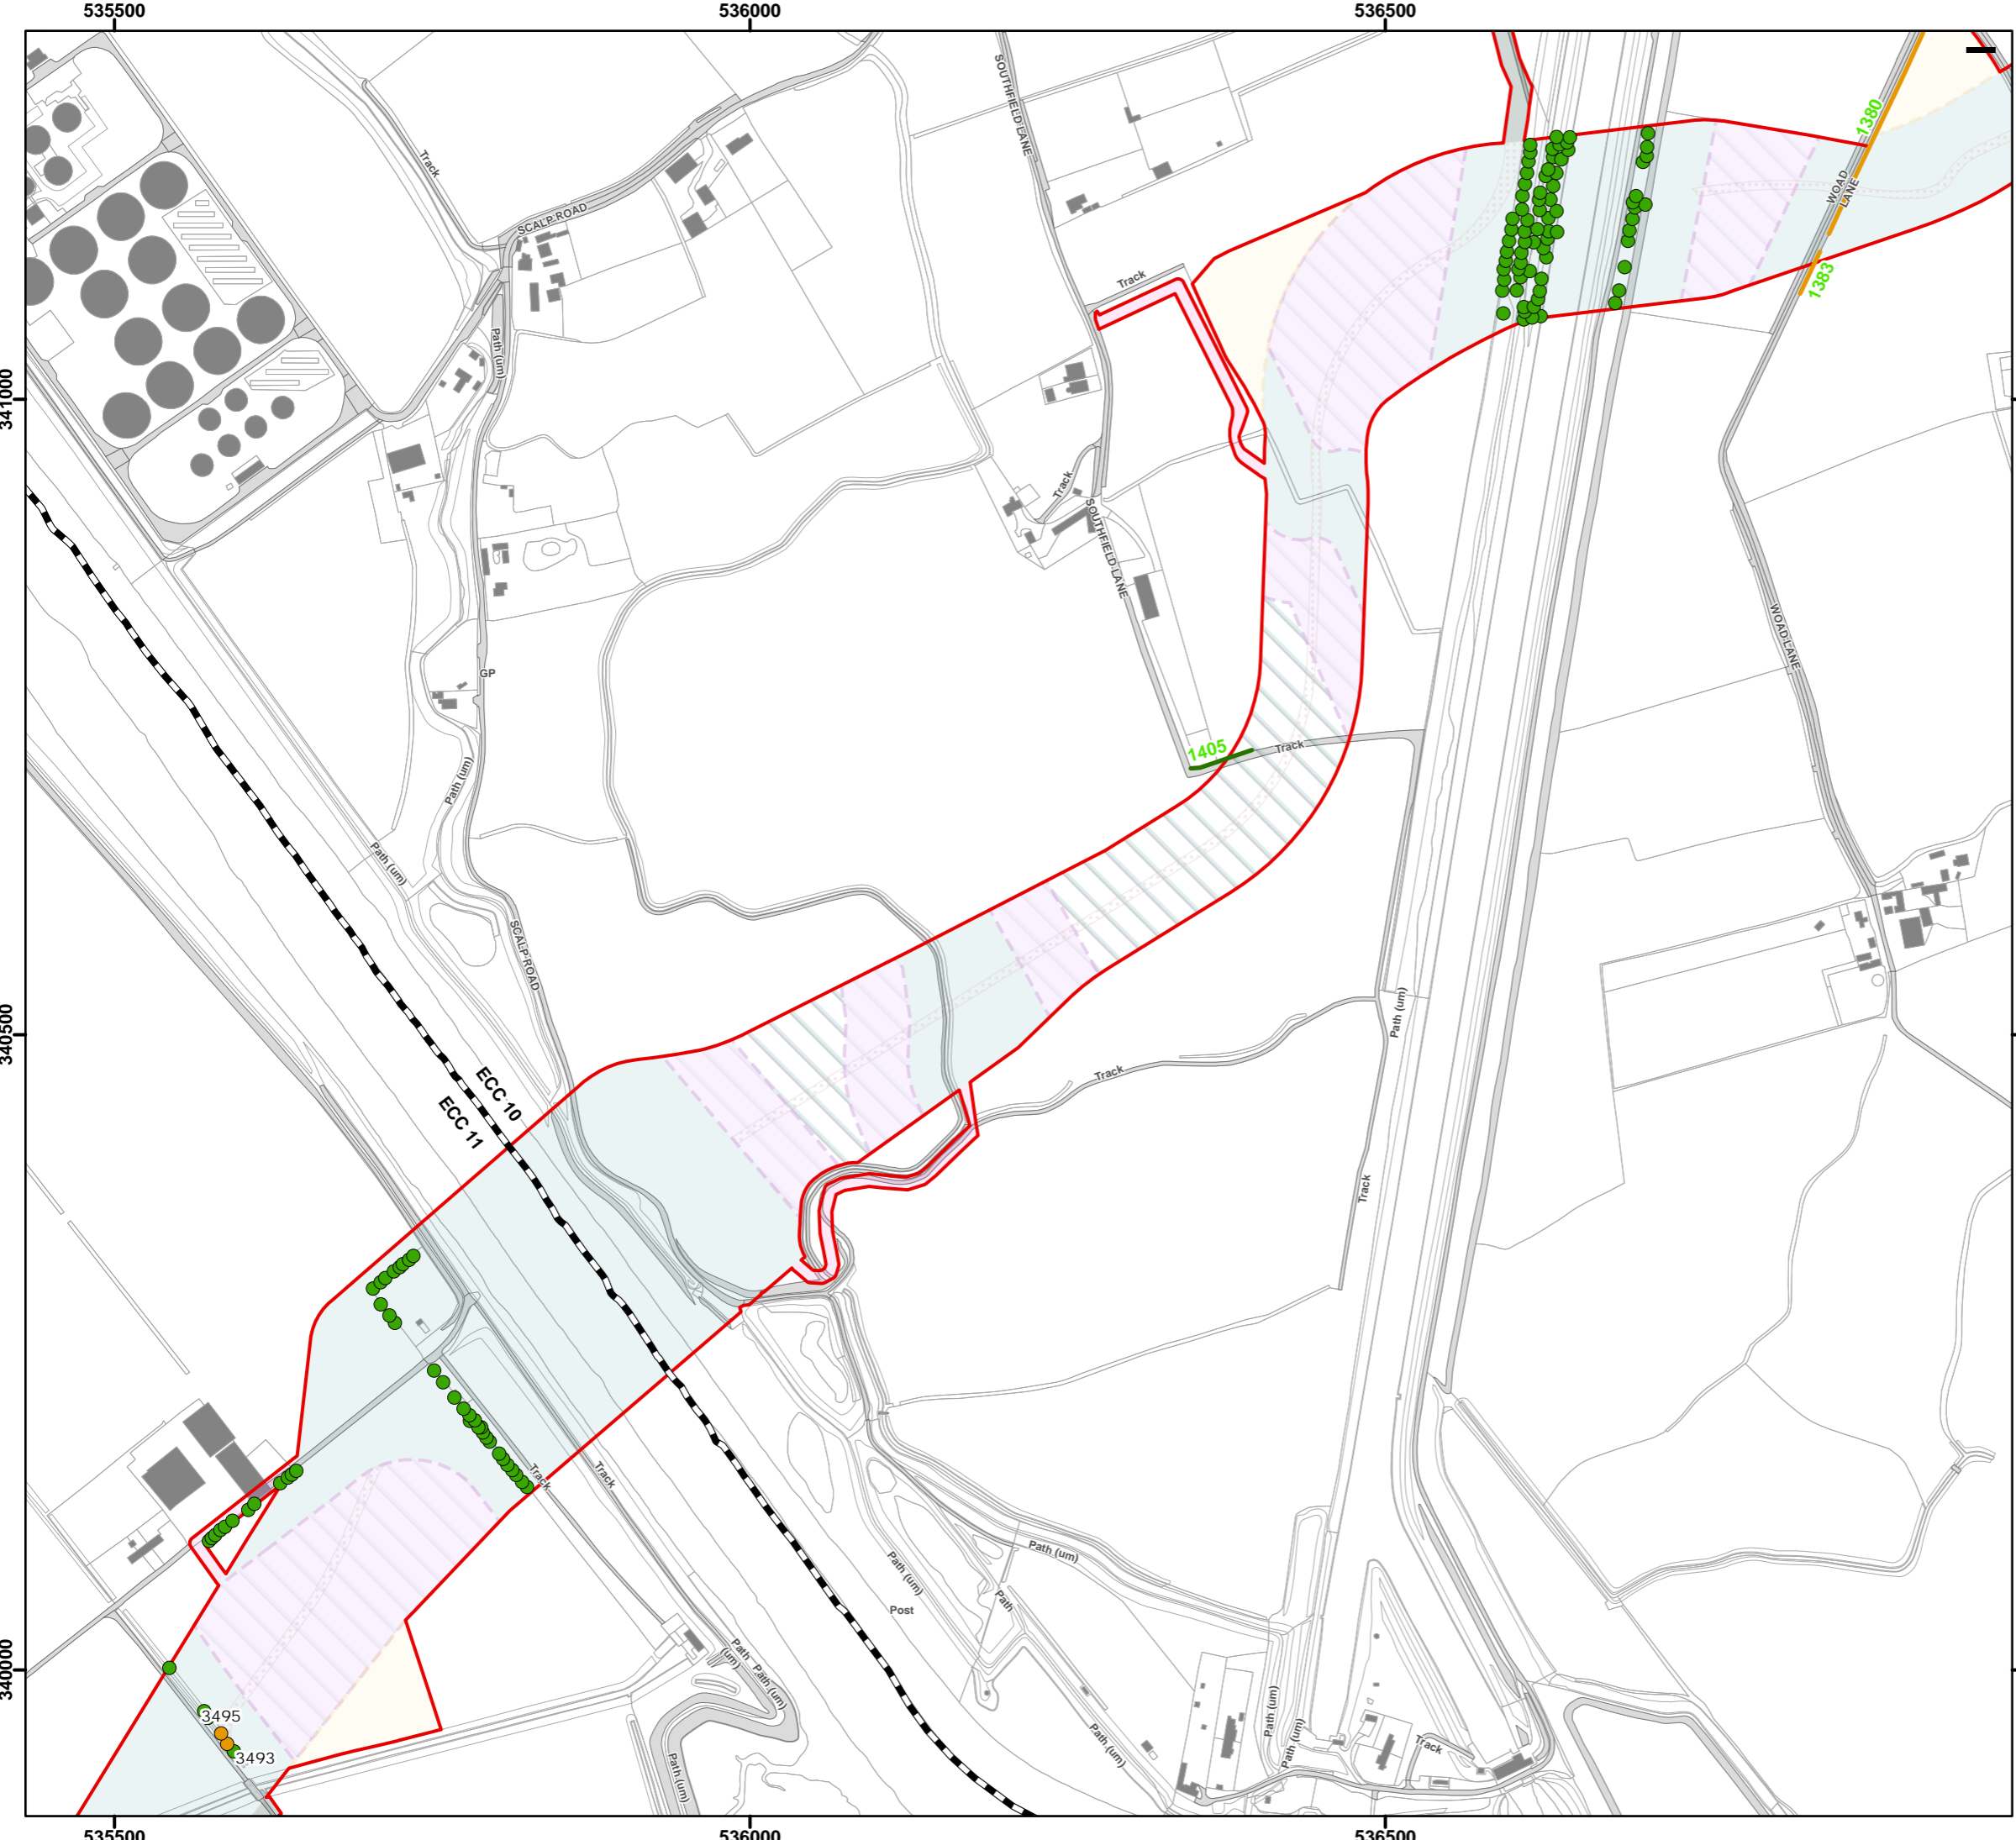 535500
536000
536500
341000
340500
340000
535500
536000
536500
SOUTHFIELD LANE
Track
SCALP ROAD
Path (um)
Track
1380
WOAD
LANE
1383
Track
SOUTHFIELD LANE
WOAD LANE
GP
Path (um)
1405
Track
Path (um)
SCALP ROAD
Path (um)
Track
ECC 10
ECC 11
Track
Track
Track
Path (um)
Path (um)
Path
Post
Path
(um)
Path (um)
3495
3493
Path (um)
Path (um)
Path (um)
Path (um)
Track